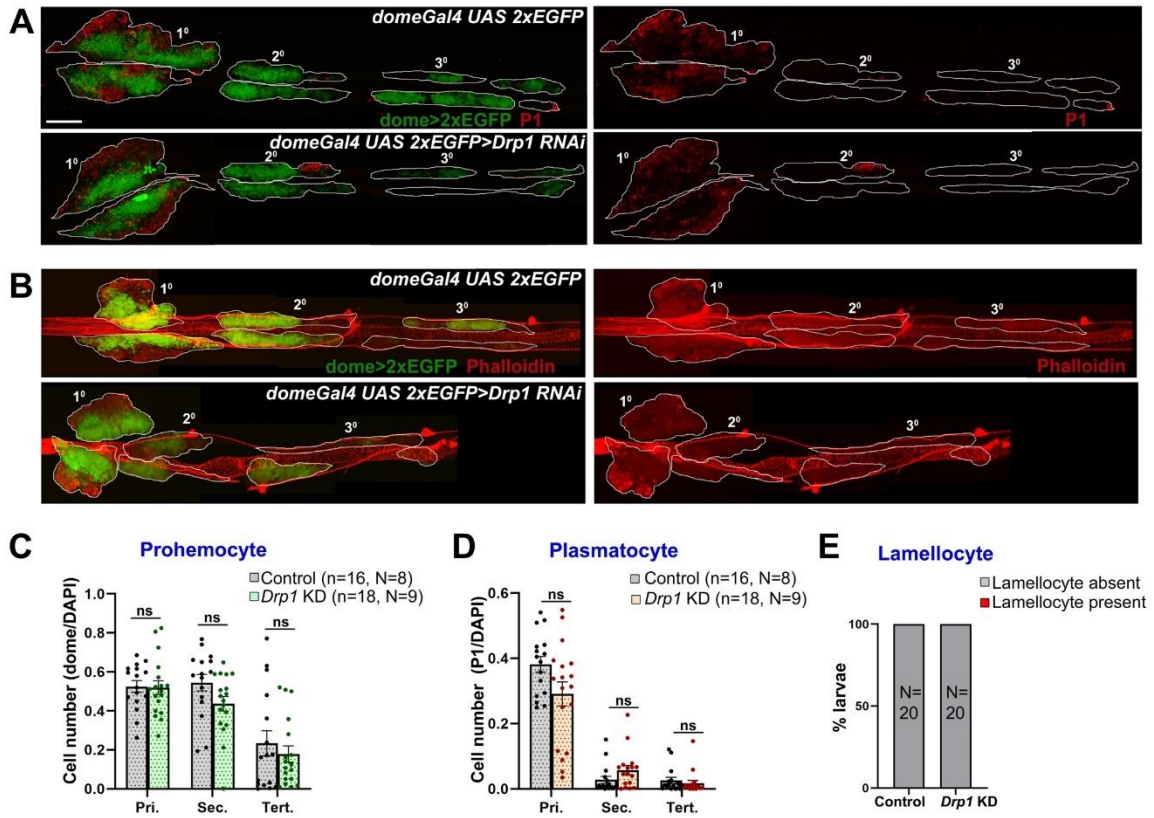 A
domeGal4 UAS 2xEGFP
1⁰
2⁰
3⁰
dome>2xEGFP P1
2⁰
3⁰
1⁰
P1
domeGal4 UAS 2xEGFP>Drp1 RNAi
1⁰
2⁰
3⁰
1⁰
2⁰
3⁰
B
domeGal4 UAS 2xEGFP
1⁰
2⁰
3⁰
dome>2xEGFP Phalloidin
1⁰
2⁰
3⁰
Phalloidin
domeGal4 UAS 2xEGFP>Drp1 RNAi
1⁰
2⁰
3⁰
1⁰
2⁰
3⁰
C
Prohemocyte
Control (n=16, N=8)
Drp1 KD (n=18, N=9)
Cell number (dome/DAPI)
1.0
0.8
0.6
0.4
0.2
0.0
ns
ns
ns
Pri.
Sec.
Tert.
D
Plasmatocyte
Control (n=16, N=8)
Drp1 KD (n=18, N=9)
Cell number (P1/DAPI)
0.6
0.4
0.2
0.0
ns
ns
ns
Pri.
Sec.
Tert.
E
Lamellocyte
Lamellocyte absent
Lamellocyte present
% larvae
100
50
0
N=
20
N=
20
Control
Drp1 KD